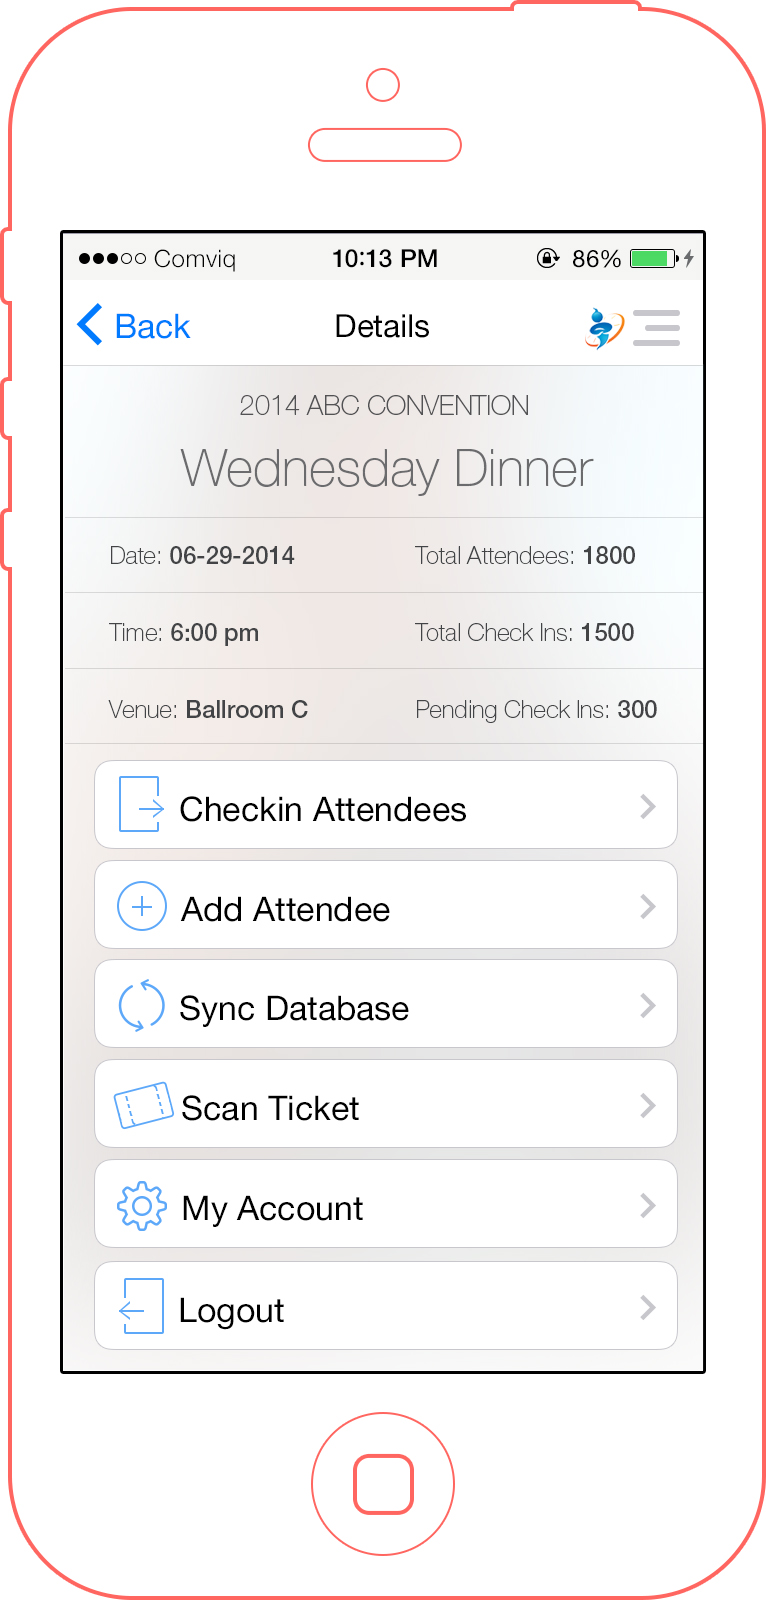 Comviq 10:13 PM 86%
Back Details
2014 ABC CONVENTION
Wednesday Dinner
Date: 06-29-2014 Total Attendees: 1800
Time: 6:00 pm Total Check Ins: 1500
Venue: Ballroom C Pending Check Ins: 300
Checkin Attendees
Add Attendee
Sync Database
Scan Ticket
My Account
Logout